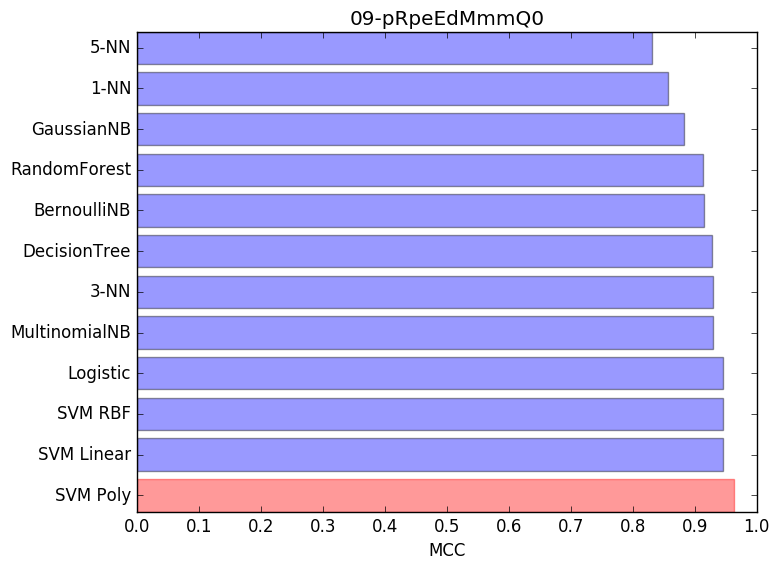 09-pRpeEdMmmQ0
5-NN
1-NN
GaussianNB
RandomForest
BernoulliNB
DecisionTree
3-NN
MultinomialNB
Logistic
SVM RBF
SVM Linear
SVM Poly
0.0 0.1 0.2 0.3 0.4 0.5 0.6 0.7 0.8 0.9 1.0
MCC